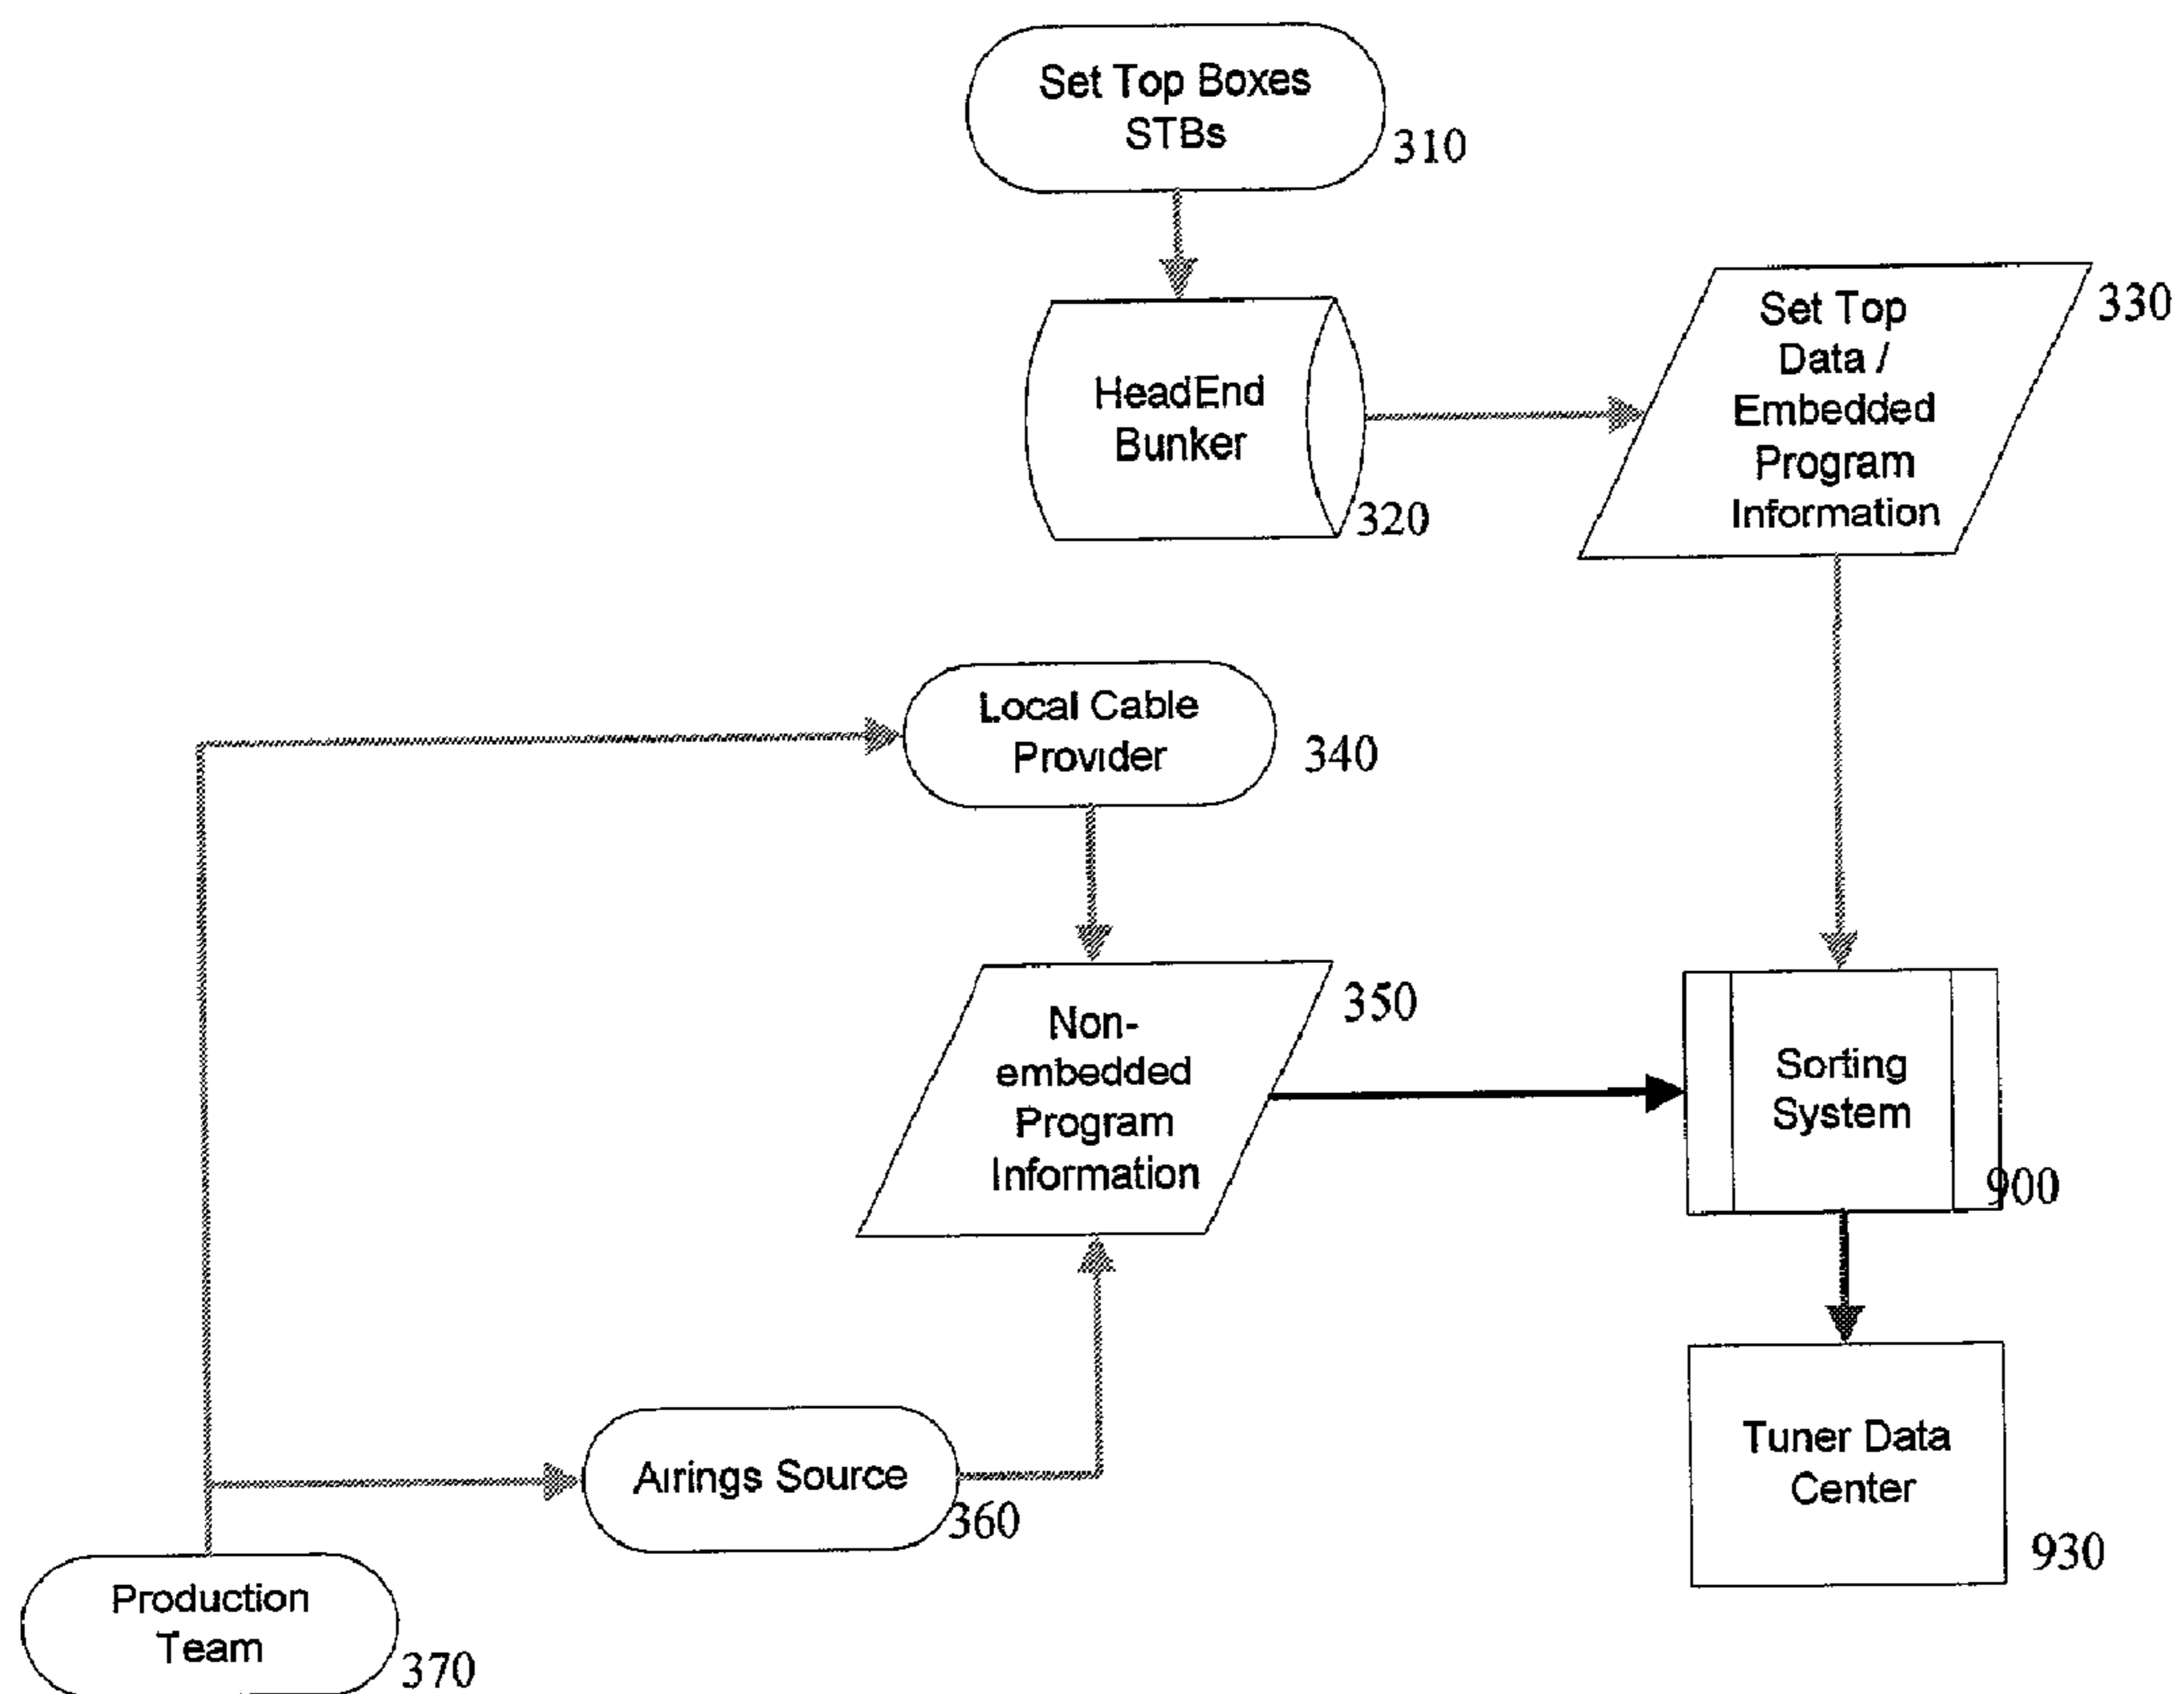 Set Top Boxes
STBs
310
HeadEnd
Bunker
320
Set Top
Data /
Embedded
Program
Information
330
Local Cable
Provider
340
Non-
embedded
Program
Information
350
Sorting
System
900
Airings Source
360
Tuner Data
Center
930
Production
Team
370